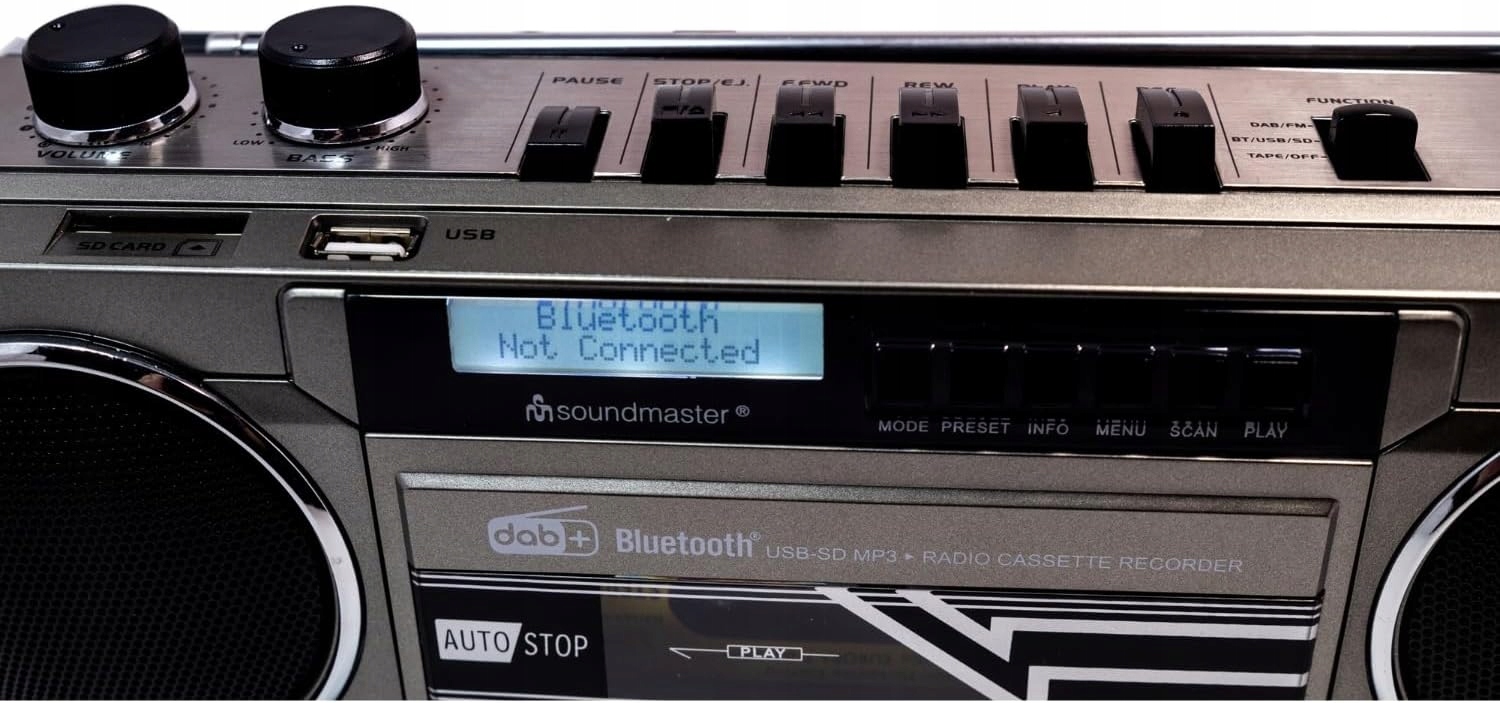 PAUSE
STOP/EJ.
F.FWD
REW
FUNCTION
DAB/FM
BT/USB/SD
TAPE/OFF
VOLUME
LOW
BASS
HIGH
SD CARD
USB
Bluetooth
Not Connected
soundmaster®
MODE PRESET INFO MENU SCAN PLAY
dab+ Bluetooth® USB-SD MP3 ▸ RADIO CASSETTE RECORDER
AUTO STOP
PLAY